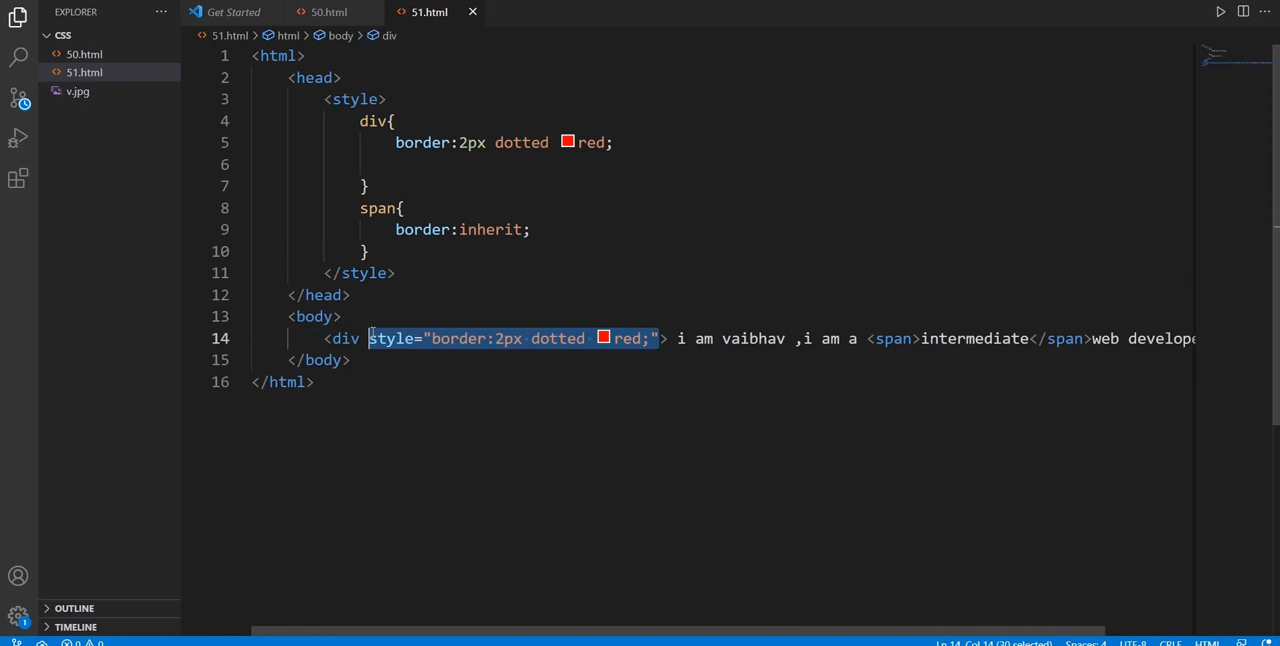 EXPLORER
CSS
50.html
51.html
v.jpg
OUTLINE
TIMELINE
1
Get Started
50.html
51.html
51.html > html > body > div
1 <html>
2 <head>
3 <style>
4 div{
5 border:2px dotted red;
6
7 }
8 span{
9 border:inherit;
10 }
11 </style>
12 </head>
13 <body>
14 <div style="border:2px dotted red;"> i am vaibhav ,i am a <span>intermediate</span>web develope
15 </body>
16 </html>
0 0 Ln 14, Col 14 (30 selected) Spaces: 4 UTF-8 CRLF HTML